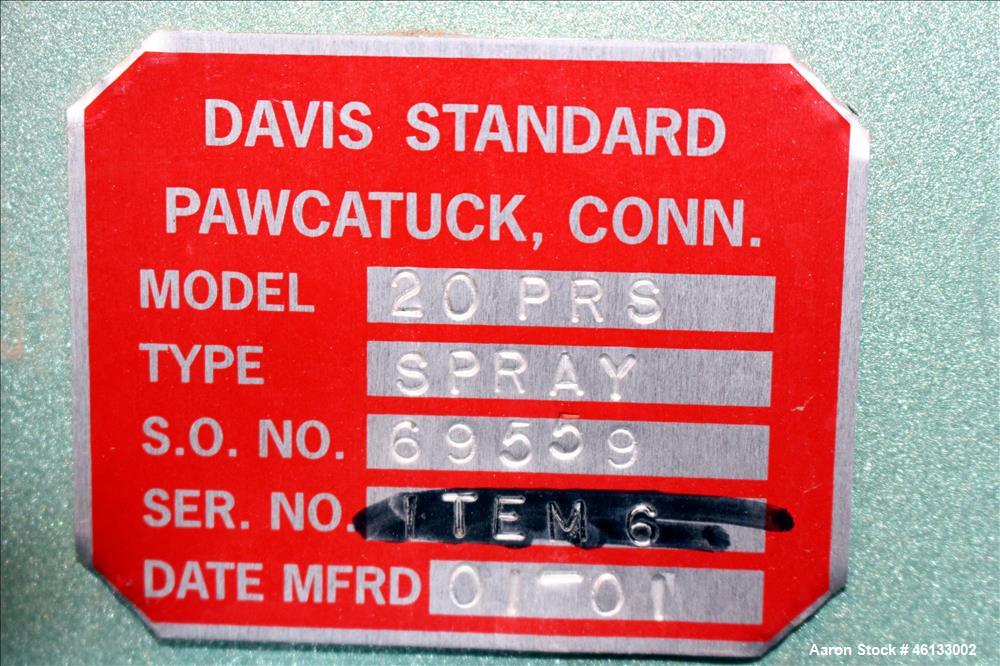 DAVIS STANDARD
PAWCATUCK, CONN.
MODEL 20 PRS
TYPE SPRAY
S.O. NO. 69559
SER. NO. ITEM 6
DATE MFRD 01-01
Aaron Stock # 46133002